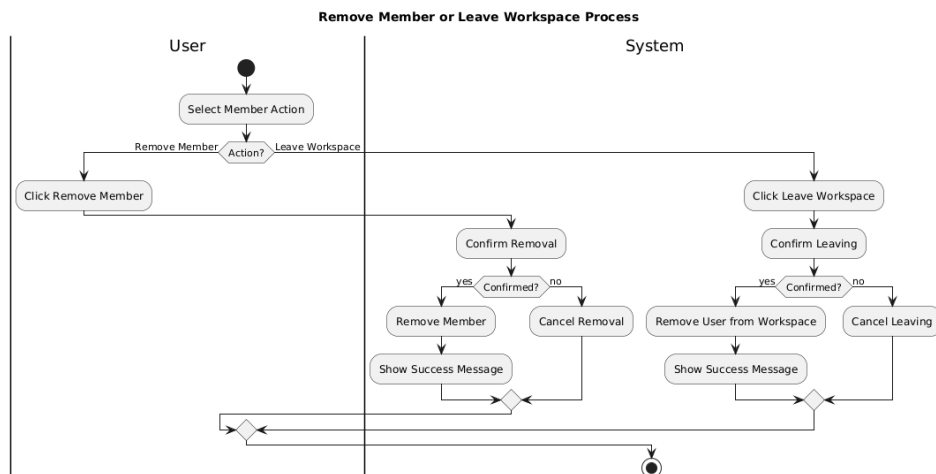 Remove Member or Leave Workspace Process
User
System
Select Member Action
Remove Member
Action?
Leave Workspace
Click Remove Member
Click Leave Workspace
Confirm Removal
Confirm Leaving
yes
Confirmed?
no
yes
Confirmed?
no
Remove Member
Cancel Removal
Remove User from Workspace
Cancel Leaving
Show Success Message
Show Success Message